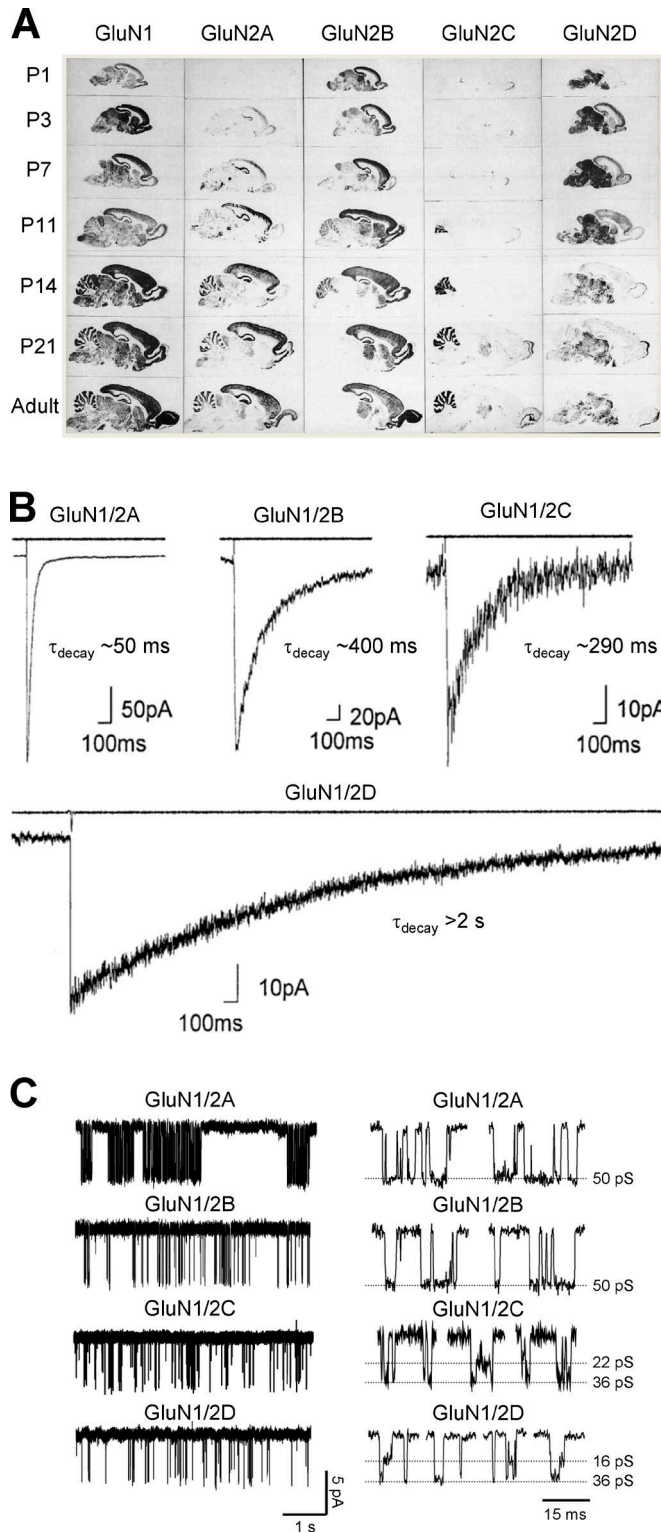 A
GluN1 GluN2A GluN2B GluN2C GluN2D
P1
P3
P7
P11
P14
P21
Adult
B
GluN1/2A GluN1/2B GluN1/2C
τdecay ~50 ms τdecay ~400 ms τdecay ~290 ms
50pA 20pA 10pA
100ms 100ms 100ms
GluN1/2D
τdecay >2 s
10pA
100ms
C
GluN1/2A GluN1/2A
50 pS
GluN1/2B GluN1/2B
50 pS
GluN1/2C GluN1/2C
22 pS
36 pS
GluN1/2D GluN1/2D
16 pS
36 pS
5 pA
1 s 15 ms